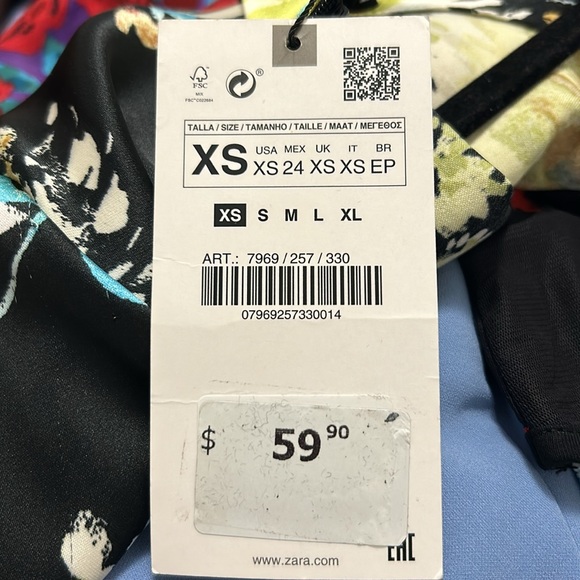 FSC
MIX
®
TALLA / SIZE / TAMANHO / TAILLE / MAAT / ΜΕΓΕΘΟΣ
XS
USA MEX UK IT BR
XS 24 XS XS EP
XS S M L XL
ART.: 7969 / 257 / 330
07969257330014
$ 59 90
www.zara.com
EAC